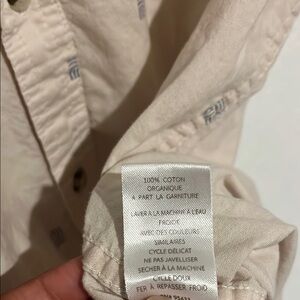 100% COTON
ORGANIQUE
A PART LA GARNITURE
LAVER A LA MACHINE A L'EAU
FROIDE
AVEC DES COULEURS
SIMILAIRES
CYCLE DELICAT
NE PAS JAVELLISER
SECHER A LA MACHINE
CYCLE DOUX
FER A REPASSER FROID